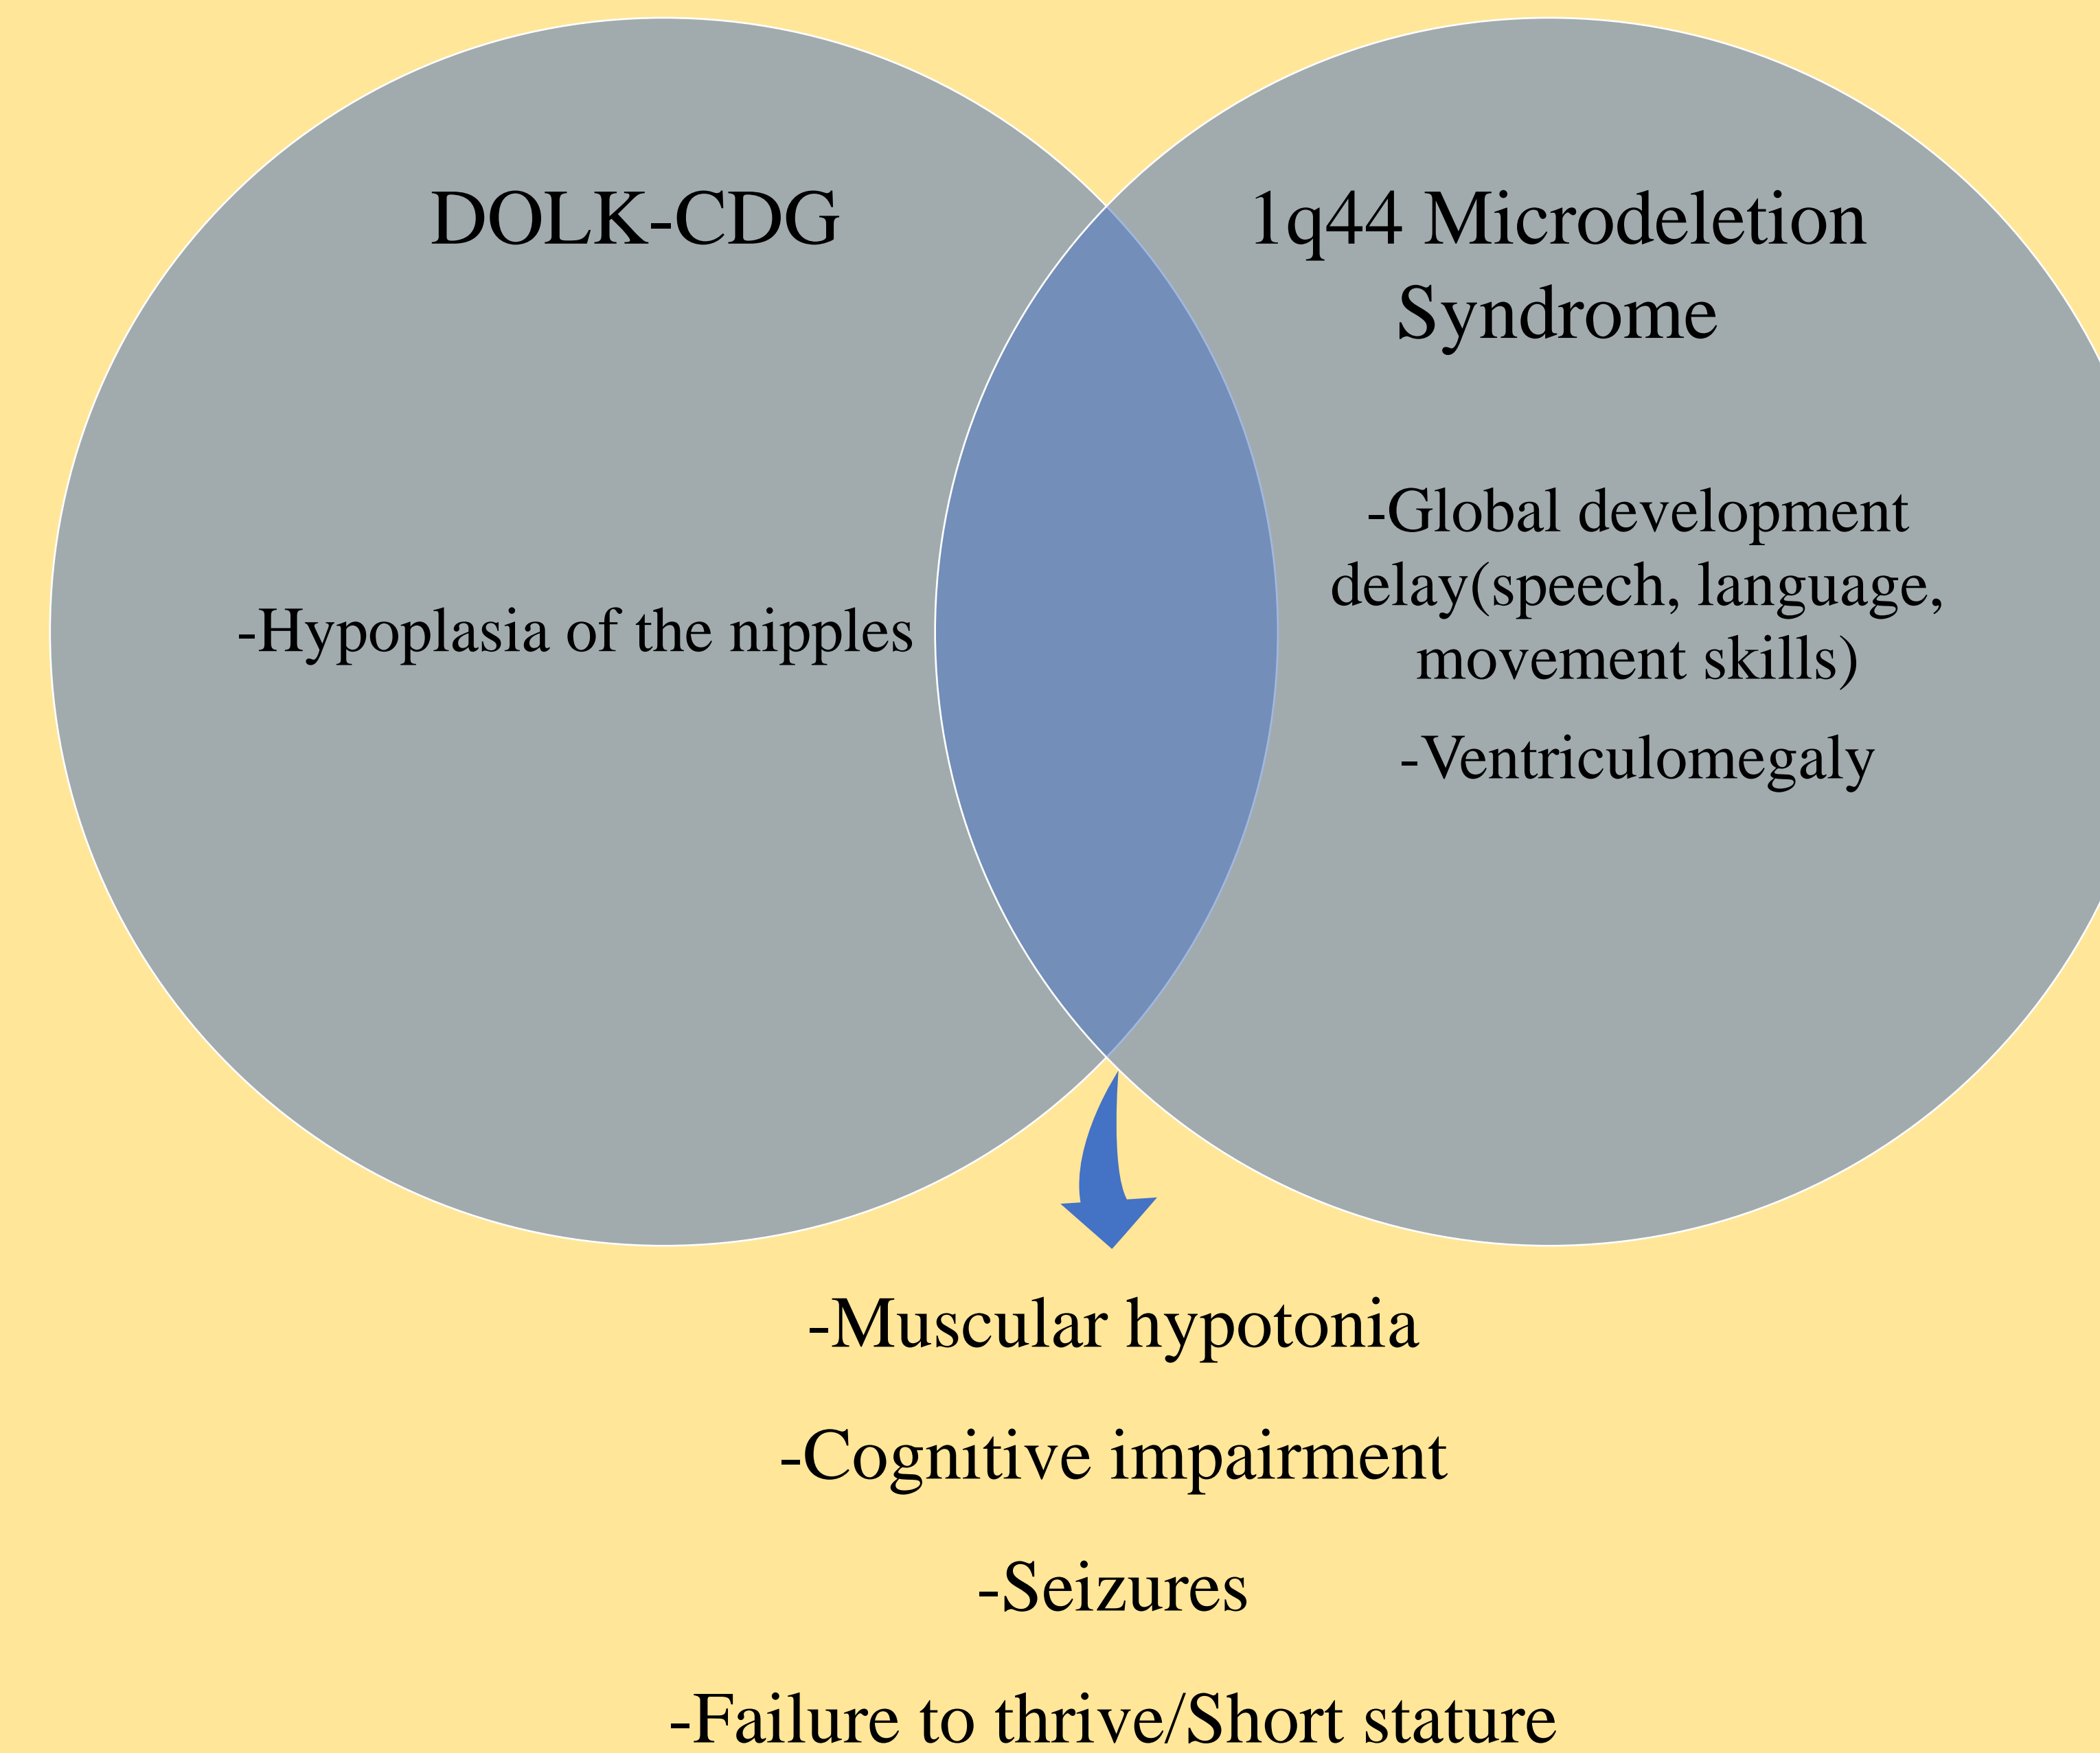 DOLK-CDG
-Hypoplasia of the nipples
1q44 Microdeletion
Syndrome
-Global development
delay(speech, language,
movement skills)
-Ventriculomegaly
-Muscular hypotonia
-Cognitive impairment
-Seizures
-Failure to thrive/Short stature